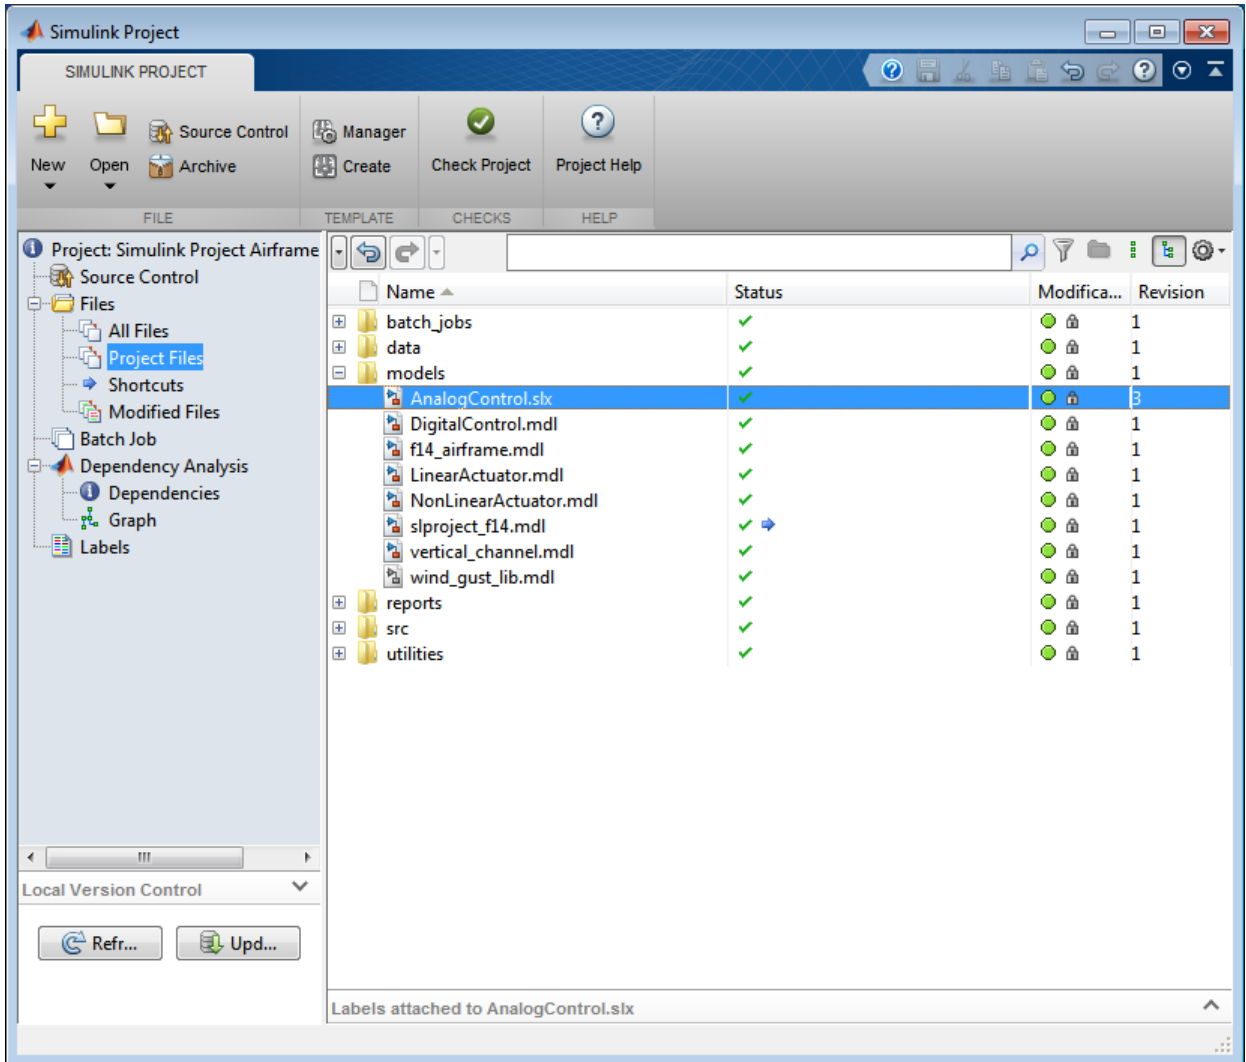 Simulink Project
SIMULINK PROJECT
New
Open
Source Control
Archive
Manager
Create
Check Project
Project Help
FILE
TEMPLATE
CHECKS
HELP
Project: Simulink Project Airframe
Source Control
Files
All Files
Project Files
Shortcuts
Modified Files
Batch Job
Dependency Analysis
Dependencies
Graph
Labels
Local Version Control
Refr...
Upd...
Name Status Modifica... Revision
batch_jobs 1
data 1
models 1
AnalogControl.slx 3
DigitalControl.mdl 1
f14_airframe.mdl 1
LinearActuator.mdl 1
NonLinearActuator.mdl 1
slproject_f14.mdl 1
vertical_channel.mdl 1
wind_gust_lib.mdl 1
reports 1
src 1
utilities 1
Labels attached to AnalogControl.slx